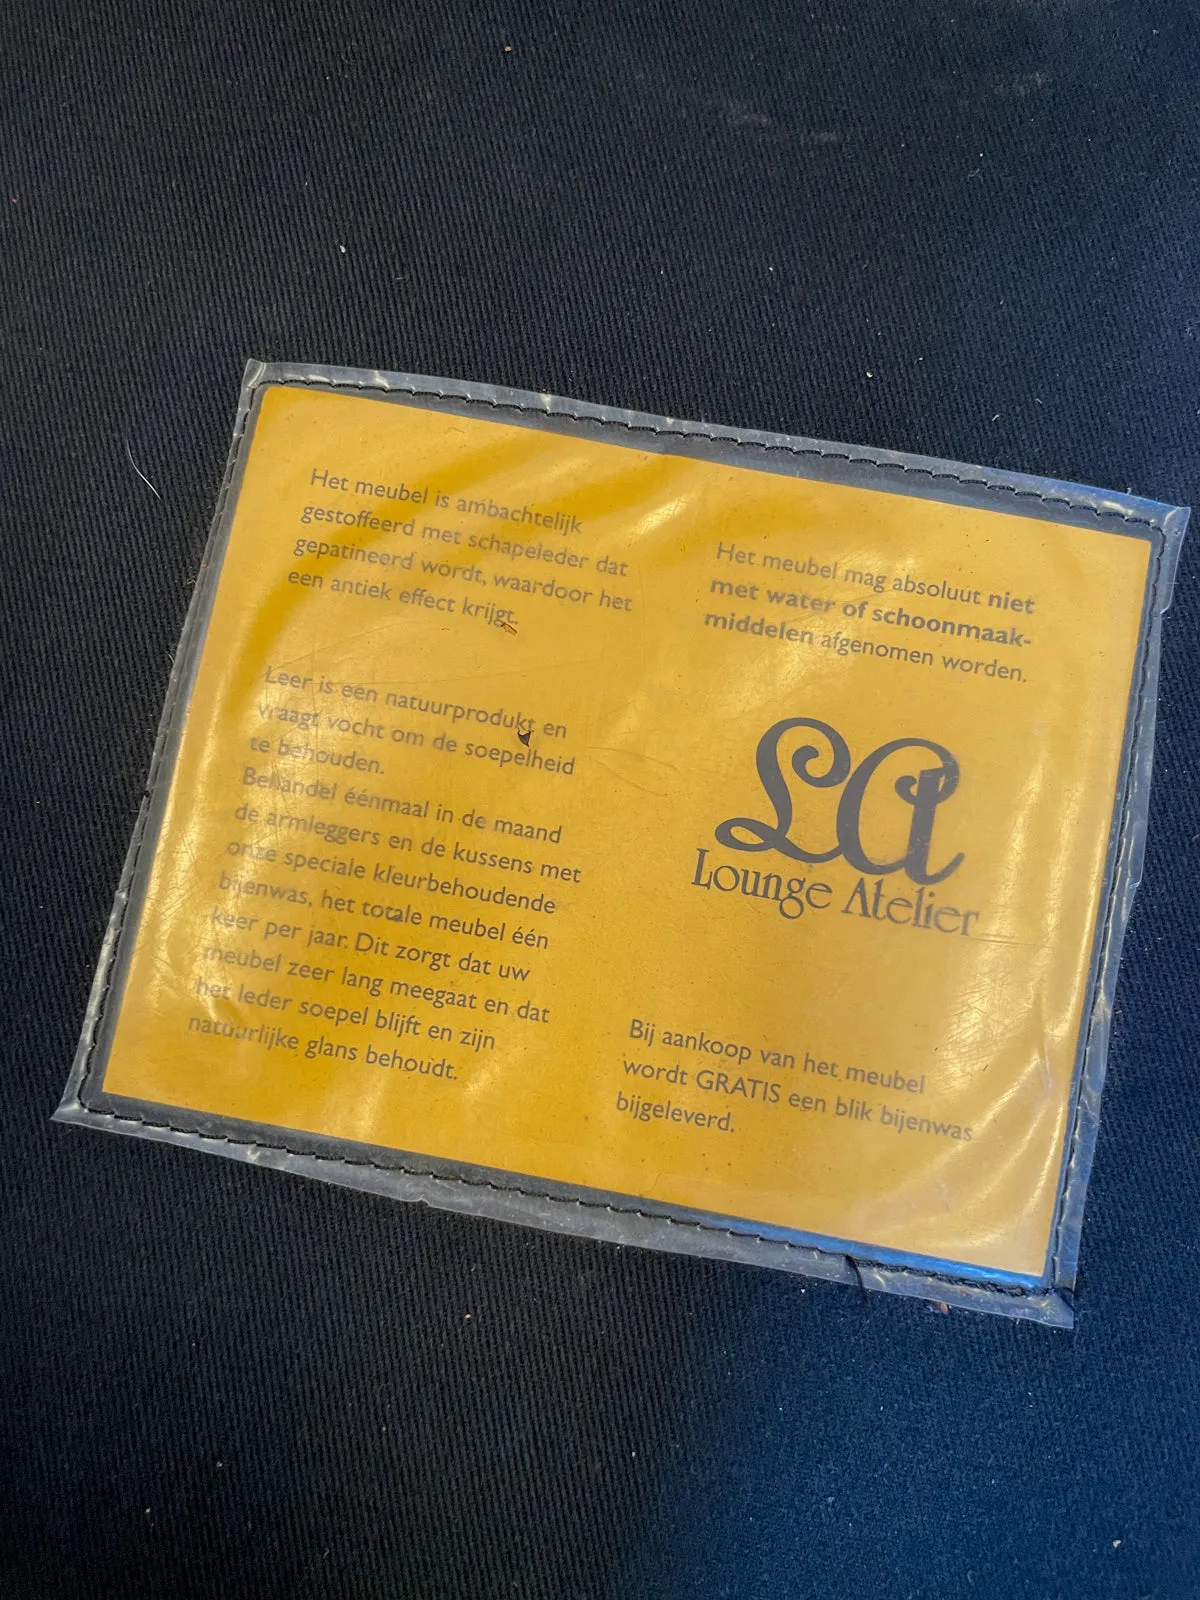 Het meubel is ambachtelijk
gestoffeerd met schapeleder dat
gepatineerd wordt, waardoor het
een antiek effect krijgt.
Leer is een natuurprodukt en
vraagt vocht om de soepelheid
te behouden.
Behandel éénmaal in de maand
de armleggers en de kussens met
onze speciale kleurbehoudende
bijenwas, het totale meubel één
keer per jaar. Dit zorgt dat uw
meubel zeer lang meegaat en dat
het leder soepel blijft en zijn
natuurlijke glans behoudt.
Het meubel mag absoluut niet
met water of schoonmaak-
middelen afgenomen worden.
LA
Lounge Atelier
Bij aankoop van het meubel
wordt GRATIS een blik bijenwas
bijgeleverd.